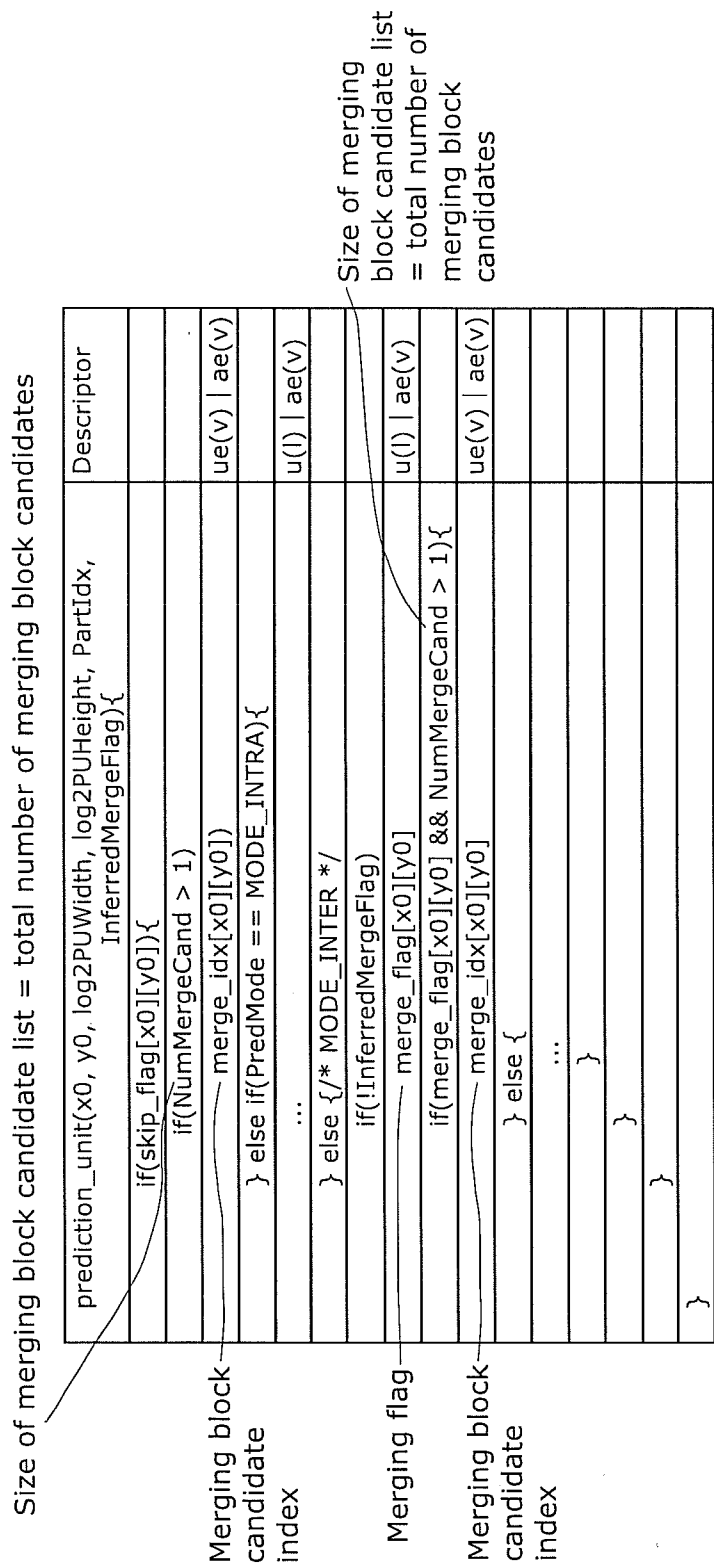 Size of merging block candidate list = total number of merging block candidates
prediction_unit(x0, y0, log2PUWidth, log2PUHeight, PartIdx,
InferredMergeFlag){
Descriptor
if(skip_flag[x0][y0]){
if(NumMergeCand > 1)
merge_idx[x0][y0])
ue(v) | ae(v)
} else if(PredMode == MODE_INTRA){
...
u(l) | ae(v)
} else {/* MODE_INTER */
if(!InferredMergeFlag)
merge_flag[x0][y0]
u(l) | ae(v)
if(merge_flag[x0][y0] && NumMergeCand > 1){
merge_idx[x0][y0]
ue(v) | ae(v)
} else {
...
}
}
}
}
Merging block
candidate
index
Merging flag
Merging block
candidate
index
Size of merging
block candidate list
= total number of
merging block
candidates